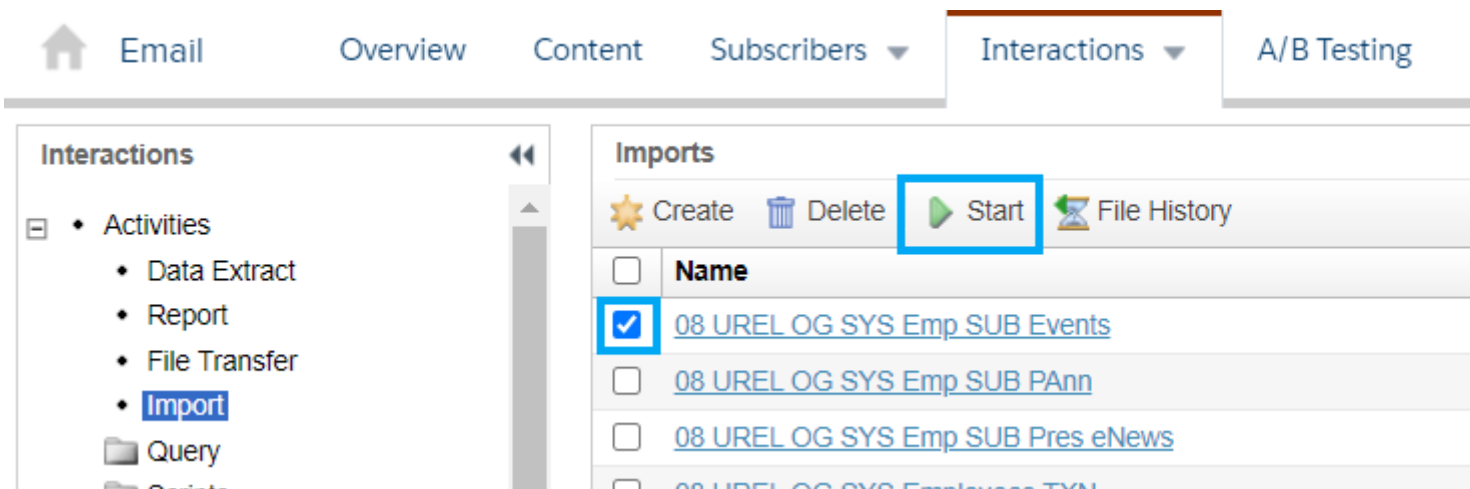 Email Overview Content Subscribers Interactions A/B Testing
Interactions
Activities
Data Extract
Report
File Transfer
Import
Query
Imports
Create Delete Start File History
Name
08 UREL OG SYS Emp SUB Events
08 UREL OG SYS Emp SUB PAnn
08 UREL OG SYS Emp SUB Pres eNews